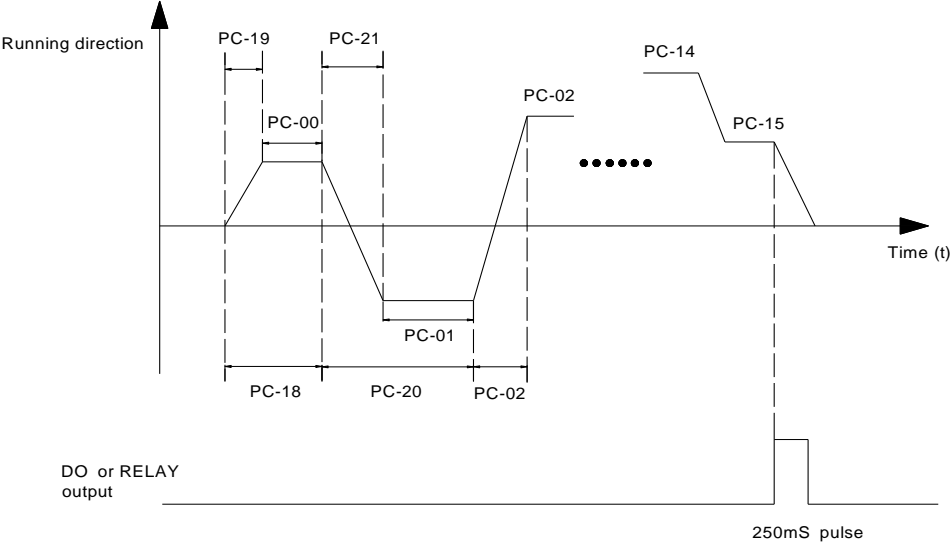 Running direction
PC-19
PC-21
PC-14
PC-02
PC-00
PC-15
Time (t)
PC-01
PC-18
PC-20
PC-02
DO or RELAY
output
250mS pulse